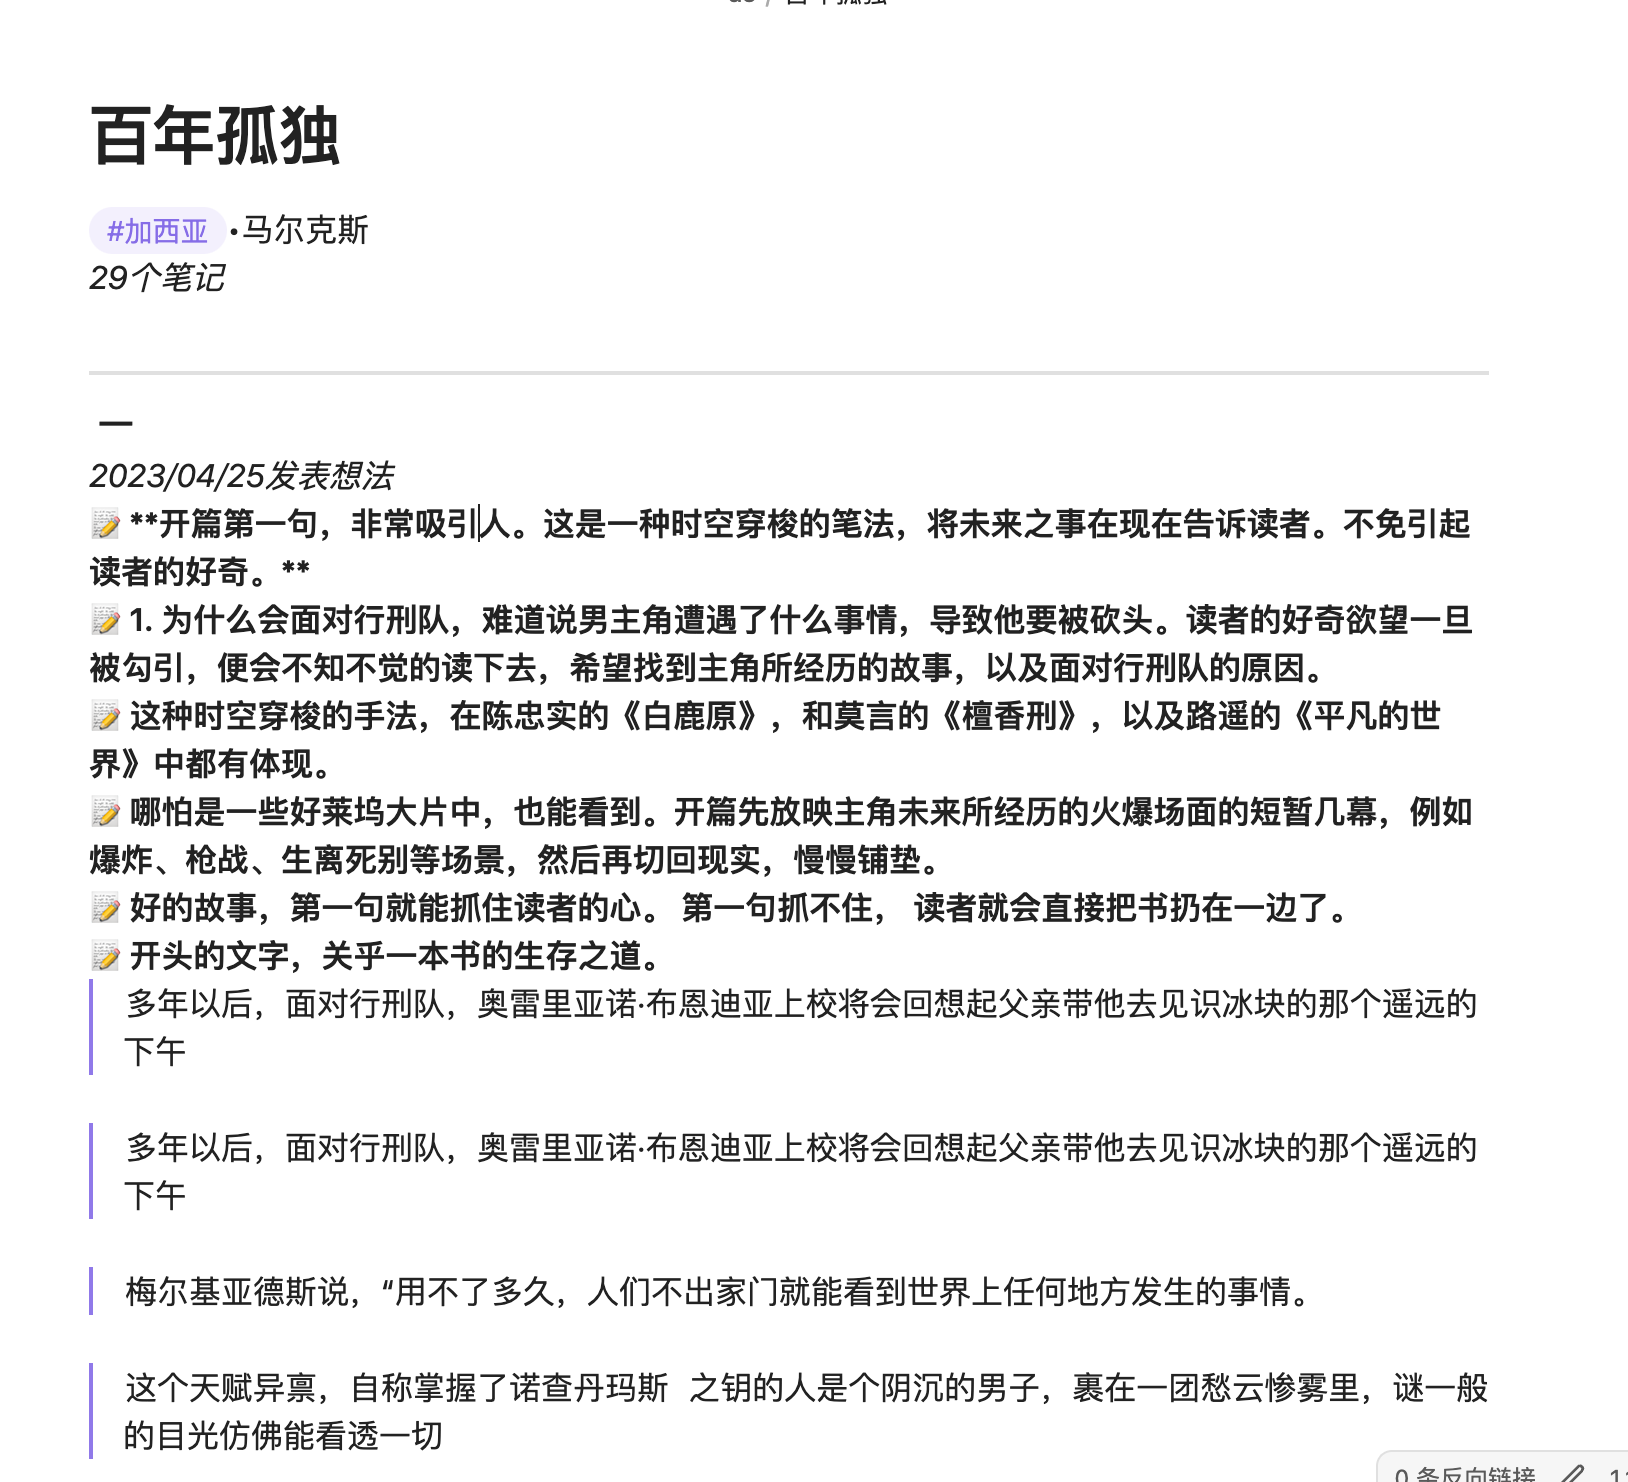 百年孤独
#加西亚·马尔克斯
29个笔记
一
2023/04/25发表想法
📝 **开篇第一句，非常吸引人。这是一种时空穿梭的笔法，将未来之事在现在告诉读者。不免引起
读者的好奇。**
📝 1. 为什么会面对行刑队，难道说男主角遭遇了什么事情，导致他要被砍头。读者的好奇欲望一旦
被勾引，便会不知不觉的读下去，希望找到主角所经历的故事，以及面对行刑队的原因。
📝 这种时空穿梭的手法，在陈忠实的《白鹿原》，和莫言的《檀香刑》，以及路遥的《平凡的世
界》中都有体现。
📝 哪怕是一些好莱坞大片中，也能看到。开篇先放映主角未来所经历的火爆场面的短暂几幕，例如
爆炸、枪战、生离死别等场景，然后再切回现实，慢慢铺垫。
📝 好的故事，第一句就能抓住读者的心。 第一句抓不住， 读者就会直接把书扔在一边了。
📝 开头的文字，关乎一本书的生存之道。
多年以后，面对行刑队，奥雷里亚诺·布恩迪亚上校将会回想起父亲带他去见识冰块的那个遥远的
下午
多年以后，面对行刑队，奥雷里亚诺·布恩迪亚上校将会回想起父亲带他去见识冰块的那个遥远的
下午
梅尔基亚德斯说，“用不了多久，人们不出家门就能看到世界上任何地方发生的事情。
这个天赋异禀，自称掌握了诺查丹玛斯 之钥的人是个阴沉的男子，裹在一团愁云惨雾里，谜一般
的目光仿佛能看透一切
0 条反向链接